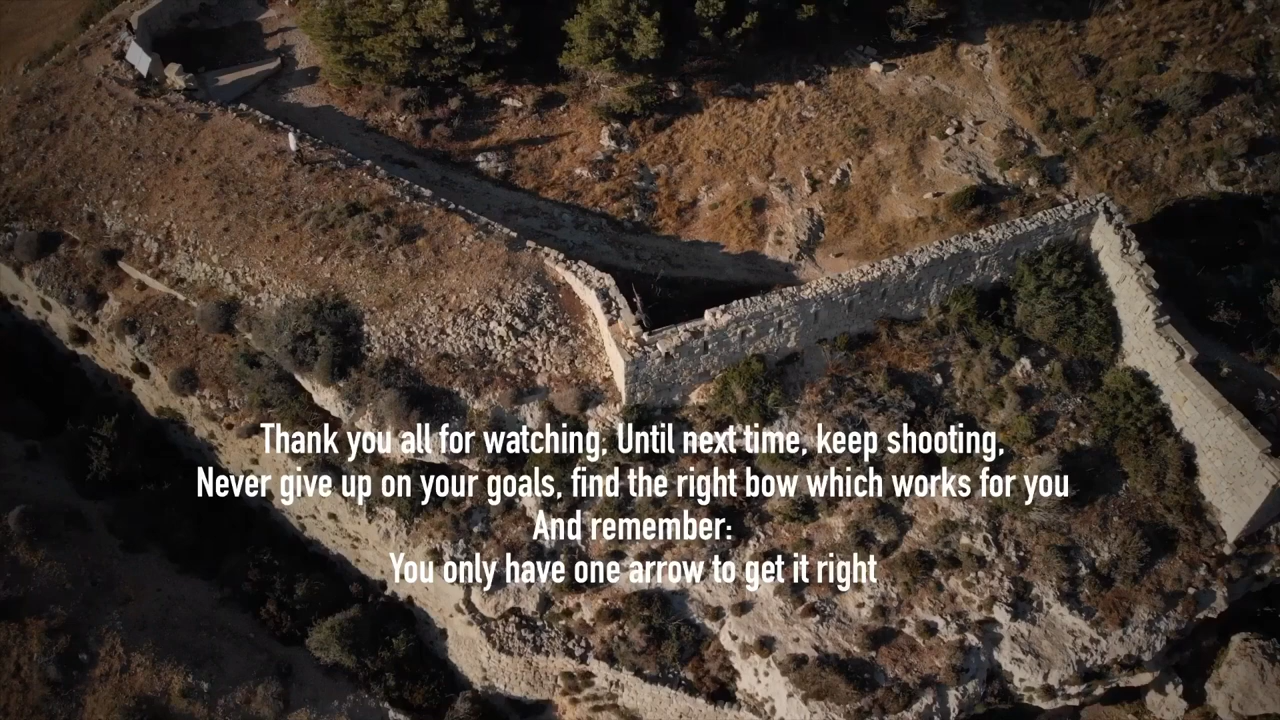 Thank you all for watching, Until next time, keep shooting,
Never give up on your goals, find the right bow which works for you
And remember:
You only have one arrow to get it right